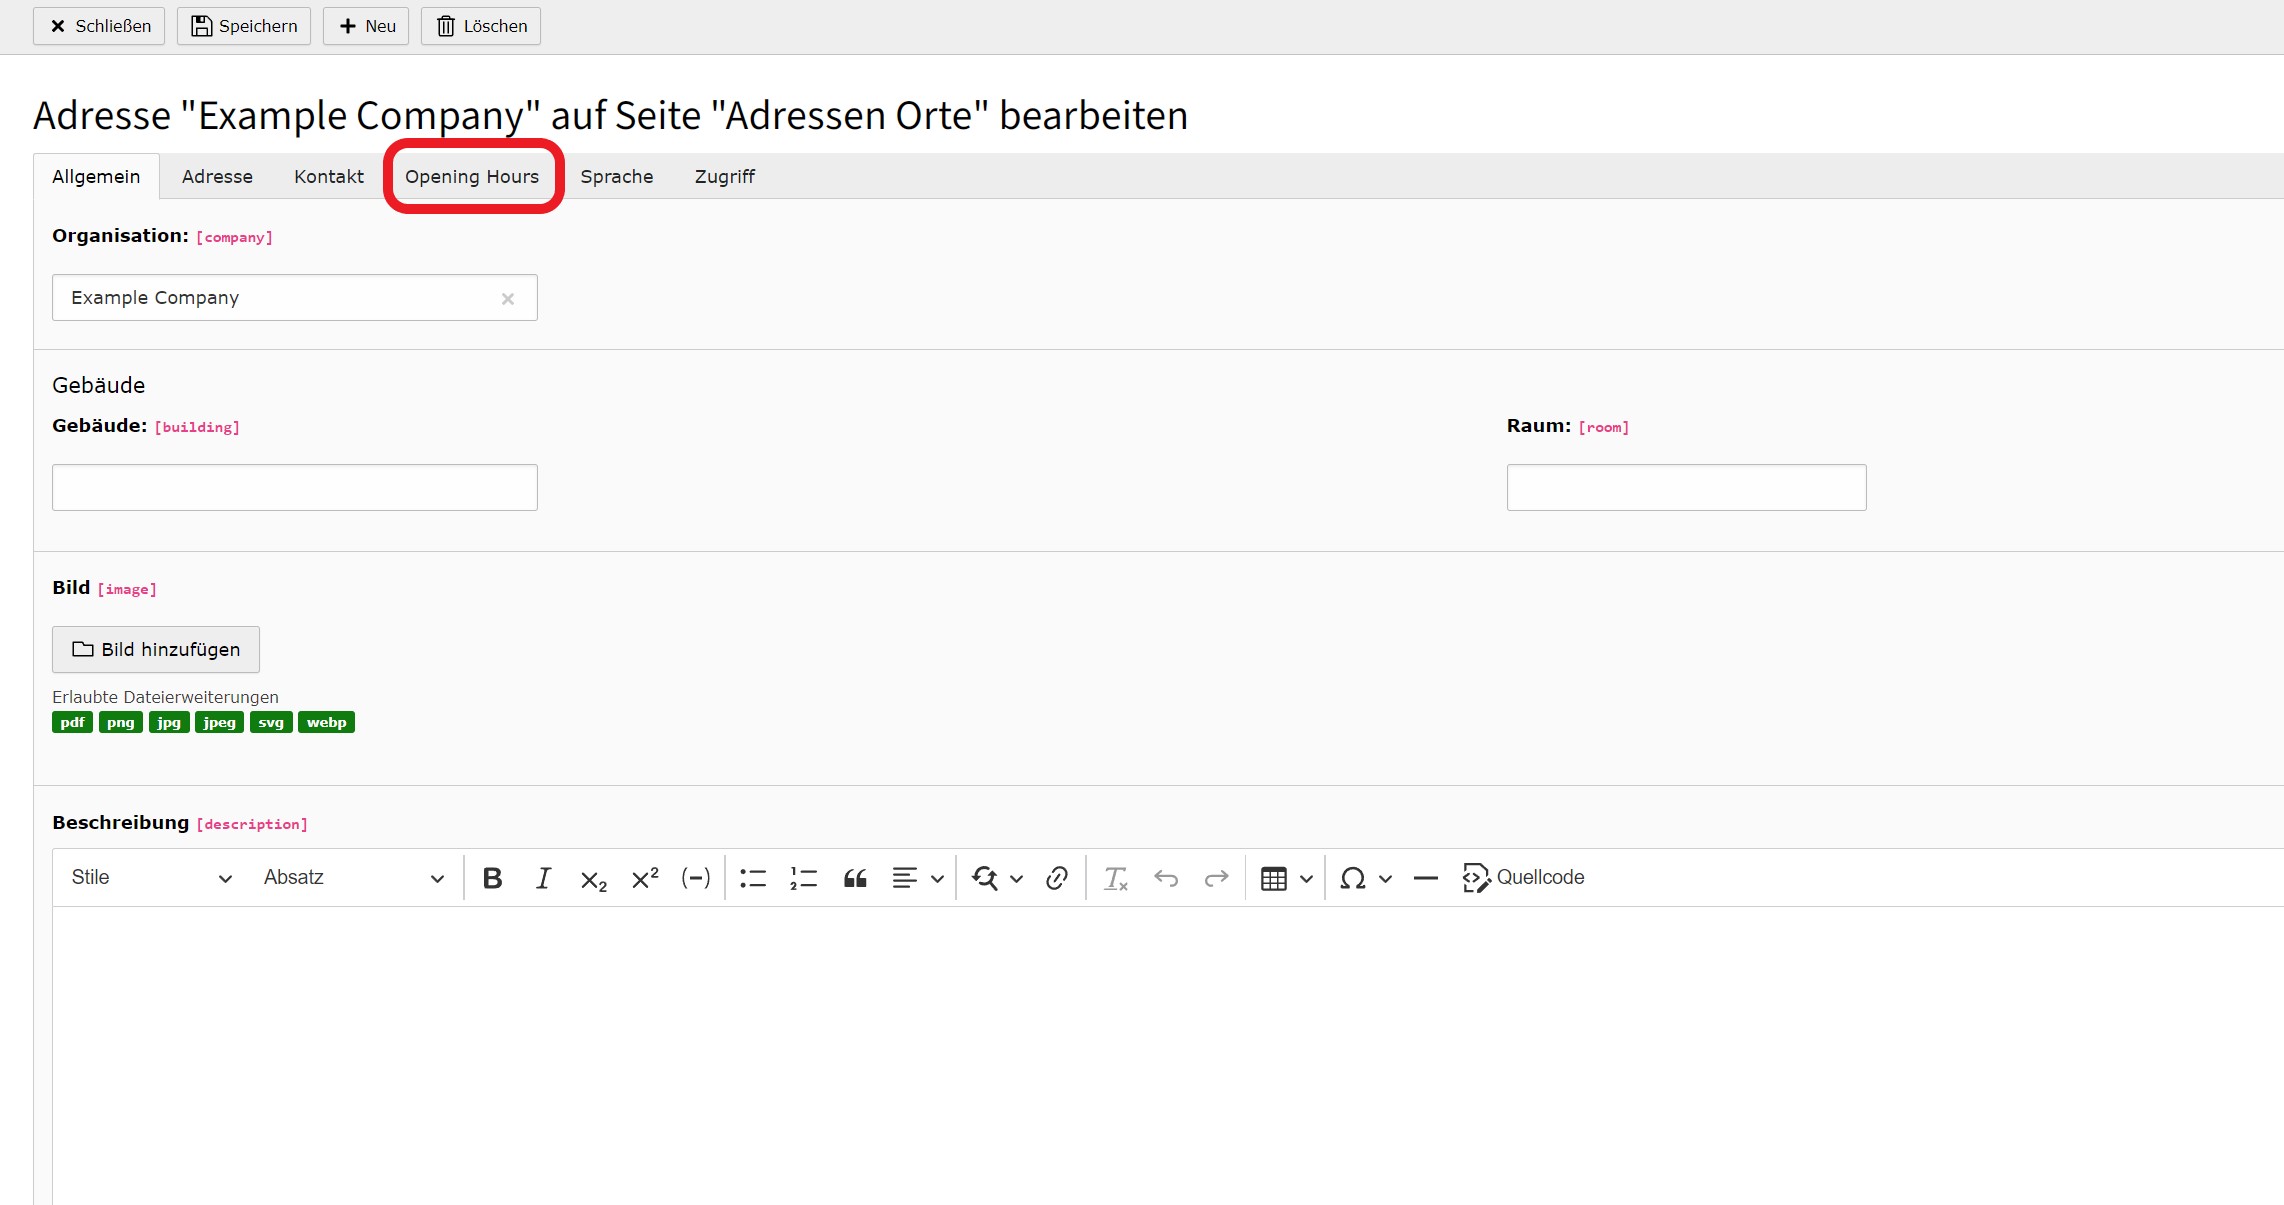 Schließen Speichern Neu Löschen
Adresse "Example Company" auf Seite "Adressen Orte" bearbeiten
Allgemein Adresse Kontakt Opening Hours Sprache Zugriff
Organisation: [company]
Example Company
Gebäude
Gebäude: [building] Raum: [room]
Bild [image]
Bild hinzufügen
Erlaubte Dateierweiterungen
pdf png jpg jpeg svg webp
Beschreibung [description]
Stile Absatz Quellcode